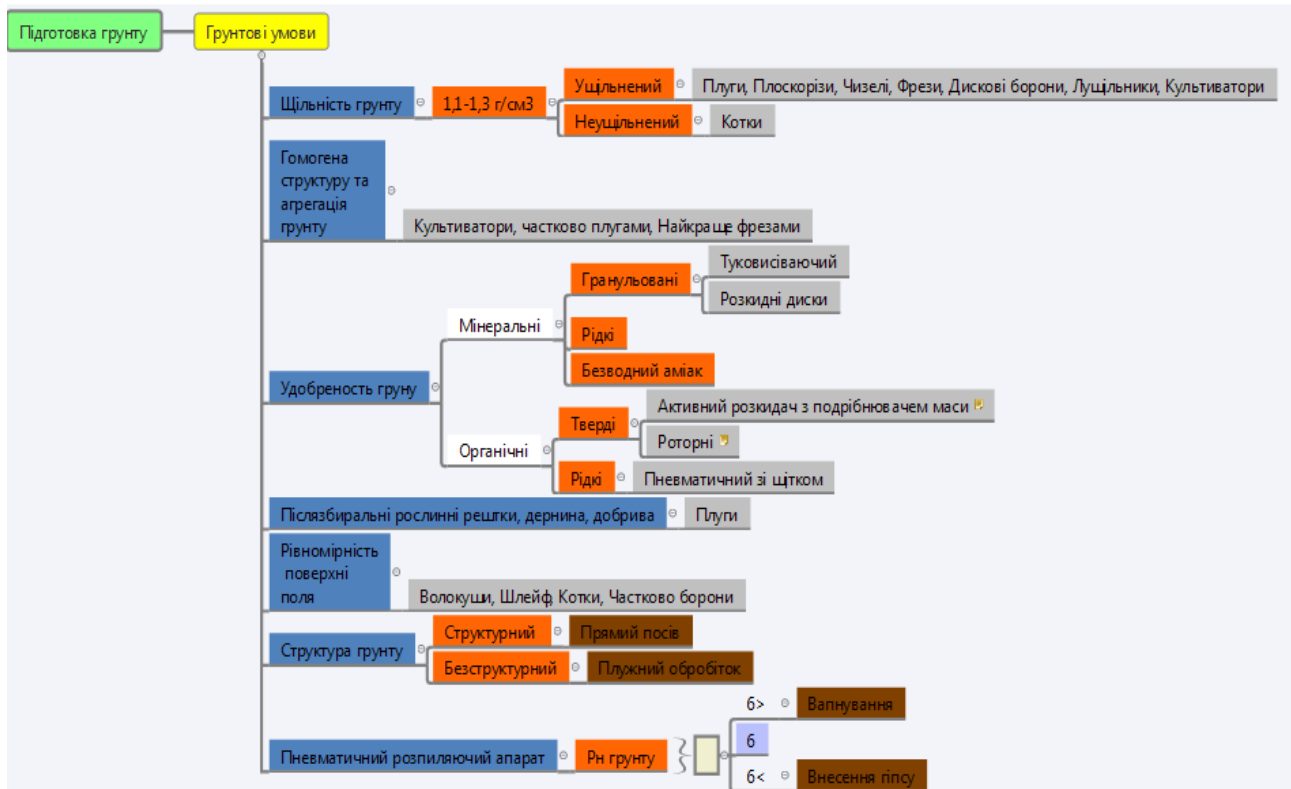 Підготовка грунту
Грунтові умови
Щільність грунту
1,1-1,3 г/см3
Ущільнений
Плуги, Плоскорізи, Чизелі, Фрези, Дискові борони, Лущільники, Культиватори
Неущільнений
Котки
Гомогена
структуру та
агрегація
грунту
Культиватори, частково плугами, Найкраще фрезами
Удобреность груну
Мінеральні
Гранульовані
Туковисіваючий
Розкидні диски
Рідкі
Безводний аміак
Органічні
Тверді
Активний розкидач з подрібнювачем маси
Роторні
Рідкі
Пневматичний зі щітком
Післязбиральні рослинні рештки, дернина, добрива
Плуги
Рівномірність
поверхні
поля
Волокуши, Шлейф, Котки, Частково борони
Структура грунту
Структурний
Прямий посів
Безструктурний
Плужний обробіток
Пневматичний розпиляючий апарат
Рн грунту
6>
Вапнування
6
6<
Внесення гіпсу